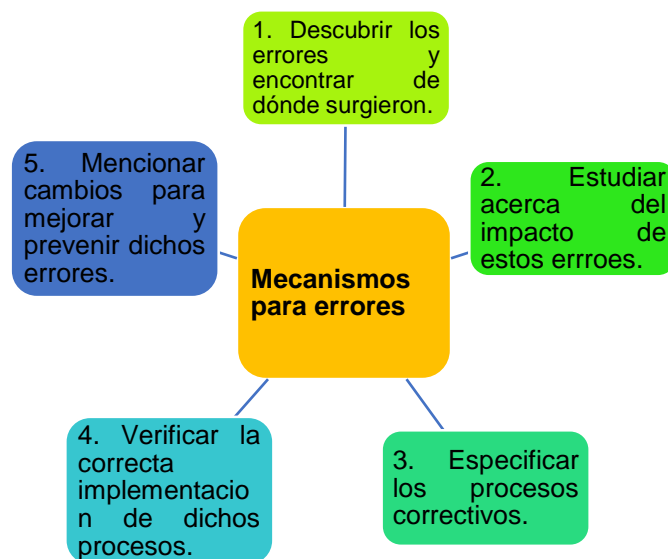 1. Descubrir los
errores y
encontrar de
dónde surgieron.
2. Estudiar
acerca del
impacto de
estos errroes.
3. Especificar
los procesos
correctivos.
4. Verificar la
correcta
implementacio
n de dichos
procesos.
5. Mencionar
cambios para
mejorar y
prevenir dichos
errores.
Mecanismos
para errores